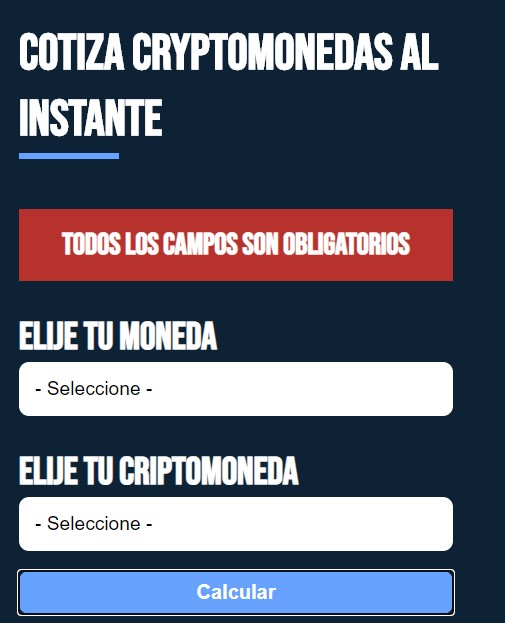 COTIZA CRYPTOMONEDAS AL
INSTANTE
TODOS LOS CAMPOS SON OBLIGATORIOS
ELIJE TU MONEDA
- Seleccione -
ELIJE TU CRIPTOMONEDA
- Seleccione -
Calcular